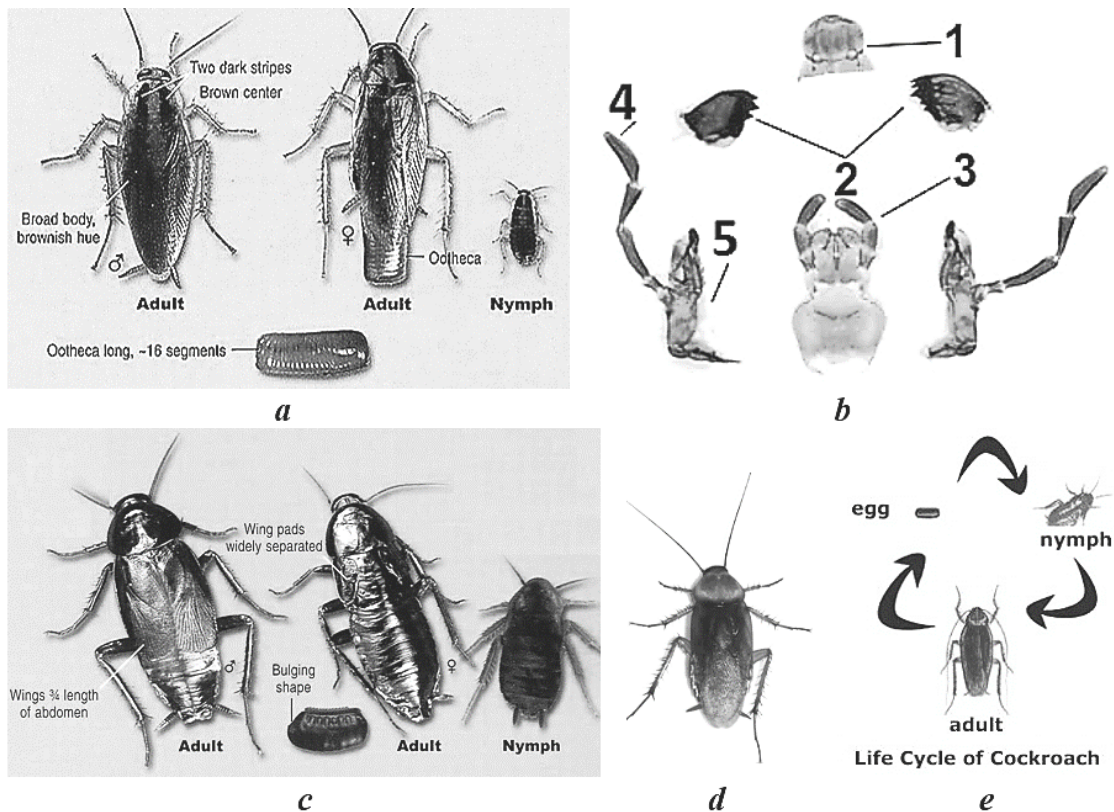 Two dark stripes
Brown center
Broad body,
brownish hue
♂
♀
Ootheca
Adult
Adult
Nymph
Ootheca long, ~16 segments
a
1
4
2
3
5
b
Wing pads
widely separated
Bulging
shape
Wings ¾ length
of abdomen
♂
♀
Adult
Adult
Nymph
c
d
egg
nymph
adult
Life Cycle of Cockroach
e